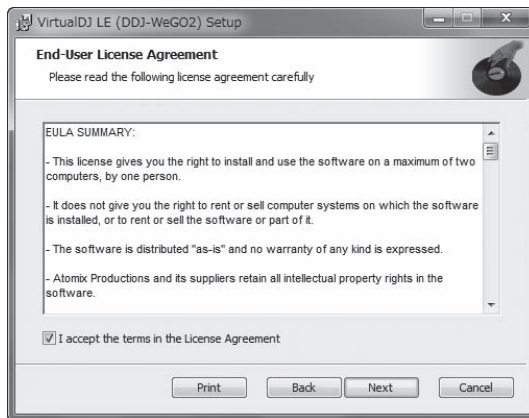 VirtualDJ LE (DDJ-WeGO2) Setup
End-User License Agreement
Please read the following license agreement carefully
EULA SUMMARY:
- This license gives you the right to install and use the software on a maximum of two
computers, by one person.
- It does not give you the right to rent or sell computer systems on which the software
is installed, or to rent or sell the software or part of it.
- The software is distributed "as-is" and no warranty of any kind is expressed.
- Atomix Productions and its suppliers retain all intellectual property rights in the
software.
I accept the terms in the License Agreement
Print Back Next Cancel